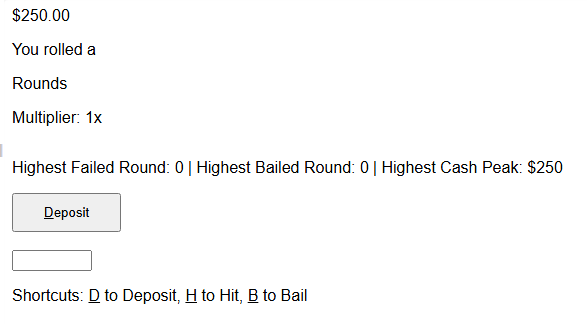 $250.00
You rolled a
Rounds
Multiplier: 1x
Highest Failed Round: 0 | Highest Bailed Round: 0 | Highest Cash Peak: $250
Deposit
Shortcuts: D to Deposit, H to Hit, B to Bail